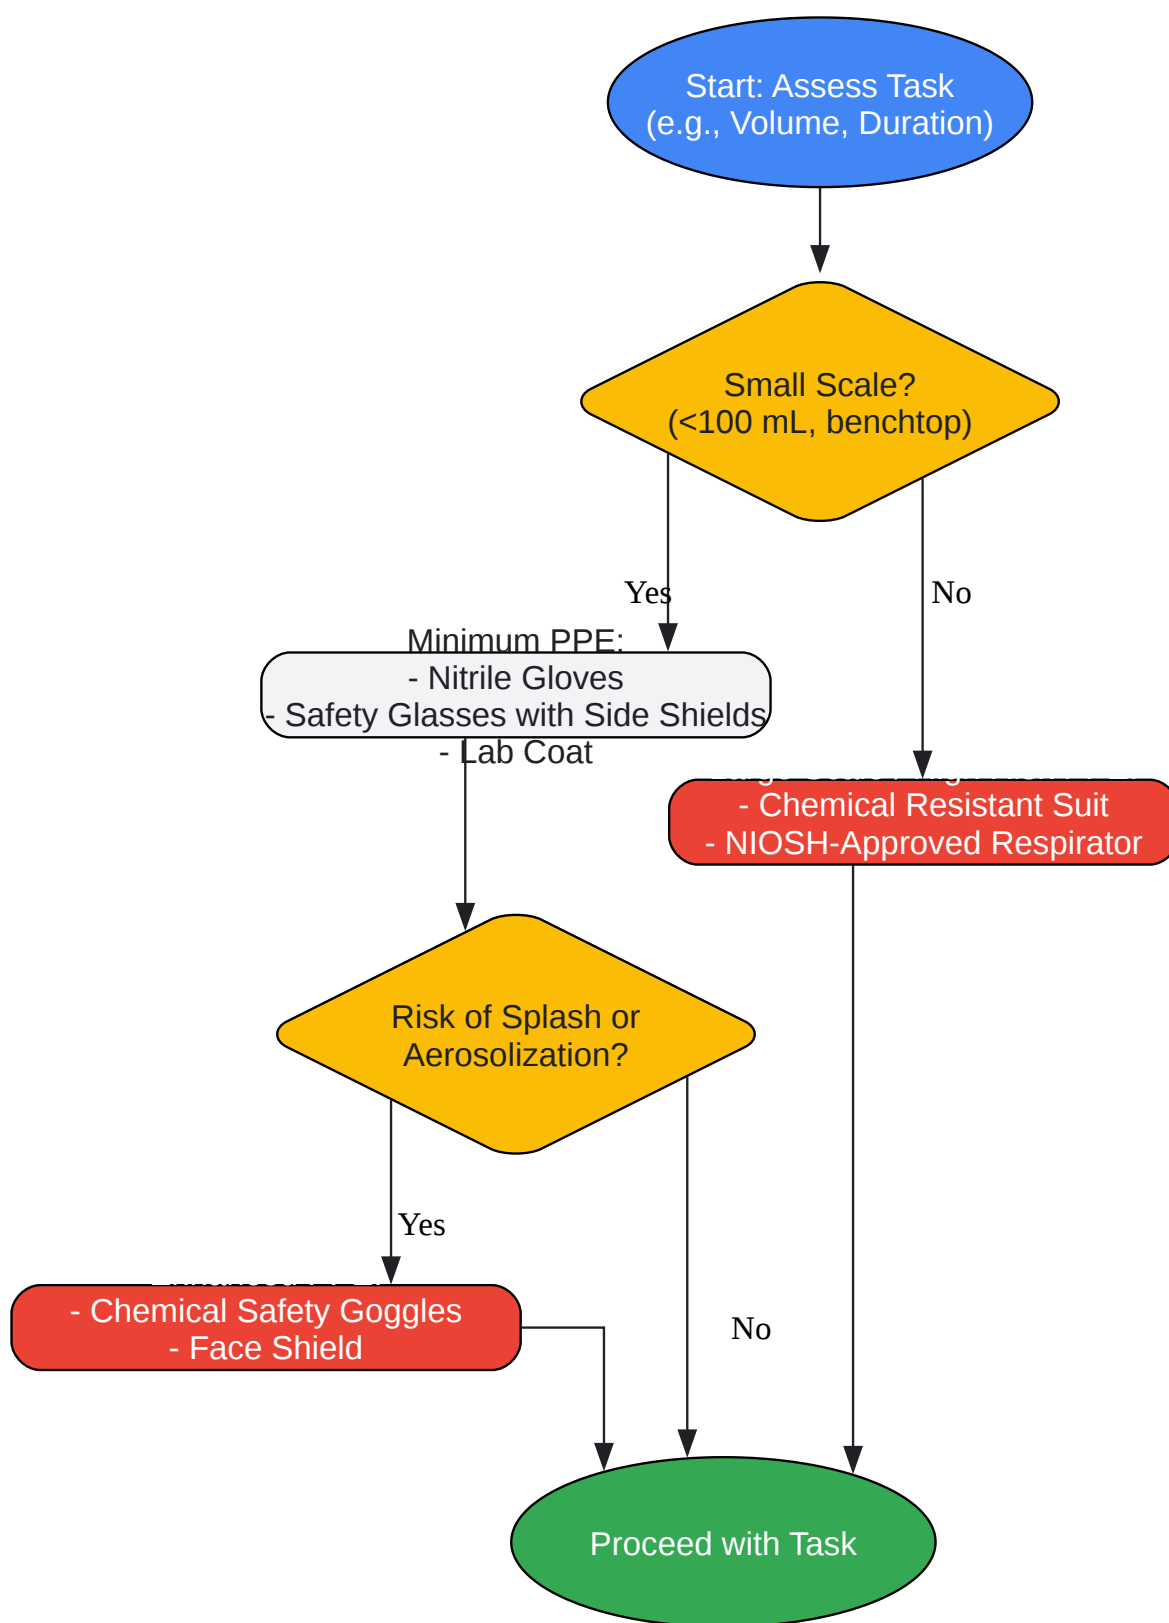 Start: Assess Task
(e.g., Volume, Duration)
Small Scale?
(<100 mL, benchtop)
Yes
No
Minimum PPE:
- Nitrile Gloves
- Safety Glasses with Side Shields
- Lab Coat
- Chemical Resistant Suit
- NIOSH-Approved Respirator
Risk of Splash or
Aerosolization?
Yes
- Chemical Safety Goggles
- Face Shield
No
Proceed with Task